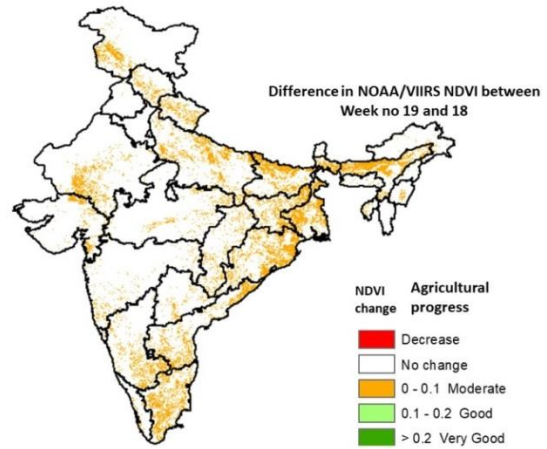 Difference in NOAA/VIIRS NDVI between
Week no 19 and 18
NDVI change Agricultural progress
Decrease
No change
0 - 0.1 Moderate
0.1 - 0.2 Good
> 0.2 Very Good